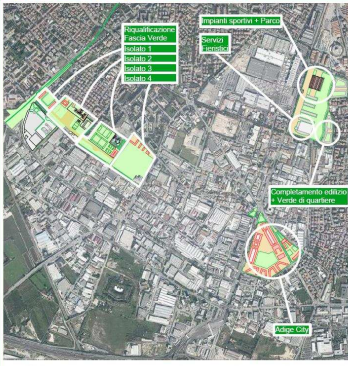 Riqualificazione
Fascia Verde
Isolato 1
Isolato 2
Isolato 3
Isolato 4
Impianti sportivi + Parco
Servizi
Turistici
Completamento edilizio
+ Verde di quartiere
Adige City